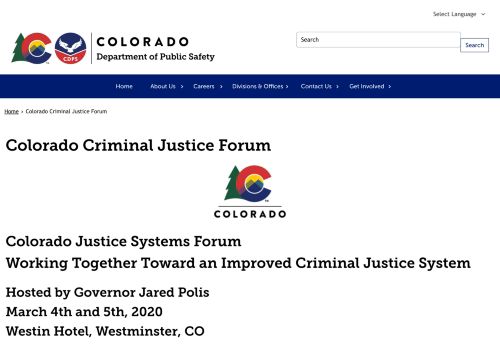 Select Language
COLORADO
Department of Public Safety
CDPS
Search
Search
Home About Us Careers Divisions & Offices Contact Us Get Involved
Home › Colorado Criminal Justice Forum
Colorado Criminal Justice Forum
COLORADO
Colorado Justice Systems Forum
Working Together Toward an Improved Criminal Justice System
Hosted by Governor Jared Polis
March 4th and 5th, 2020
Westin Hotel, Westminster, CO